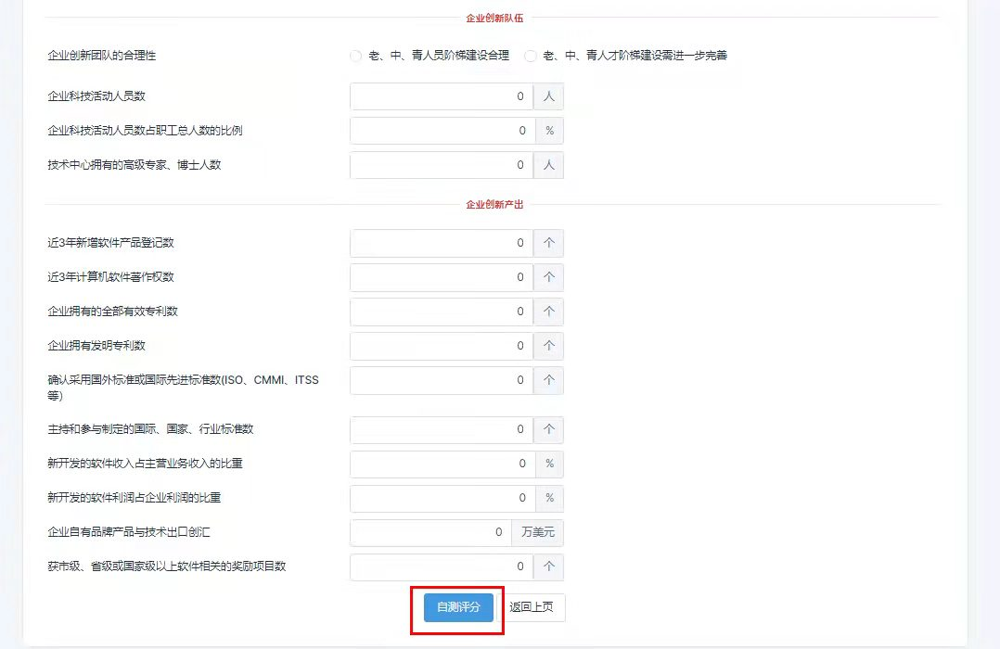 企业创新队伍
企业创新团队的合理性 老、中、青人员阶梯建设合理 老、中、青人才阶梯建设需进一步完善
企业科技活动人员数 0 人
企业科技活动人员数占职工总人数的比例 0 %
技术中心拥有的高级专家、博士人数 0 人
企业创新产出
近3年新增软件产品登记数 0 个
近3年计算机软件著作权数 0 个
企业拥有的全部有效专利数 0 个
企业拥有发明专利数 0 个
确认采用国外标准或国际先进标准数(ISO、CMMI、ITSS 0 个
等)
主持和参与制定的国际、国家、行业标准数 0 个
新开发的软件收入占主营业务收入的比重 0 %
新开发的软件利润占企业利润的比重 0 %
企业自有品牌产品与技术出口创汇 0 万美元
获市级、省级或国家级以上软件相关的奖励项目数 0 个
自测评分 返回上页